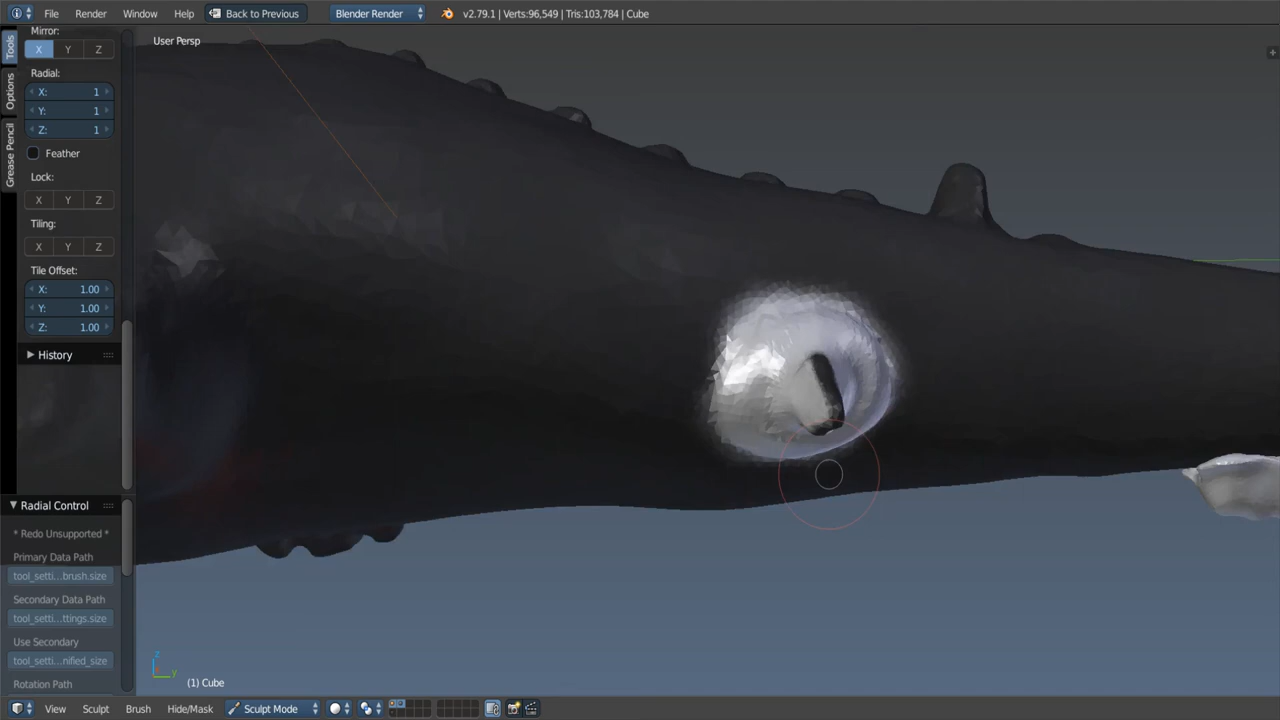 File Render Window Help Back to Previous Blender Render v2.79.1 | Verts:96,549 | Tris:103,784 | Cube
Tools
Options
Grease Pencil
Mirror:
X Y Z
Radial:
X: 1
Y: 1
Z: 1
Feather
Lock:
X Y Z
Tiling:
X Y Z
Tile Offset:
X: 1.00
Y: 1.00
Z: 1.00
History
Radial Control
* Redo Unsupported *
Primary Data Path
tool_setti...brush.size
Secondary Data Path
tool_setti...ttings.size
Use Secondary
tool_setti...nified_size
Rotation Path
User Persp
z
y
(1) Cube
View Sculpt Brush Hide/Mask Sculpt Mode